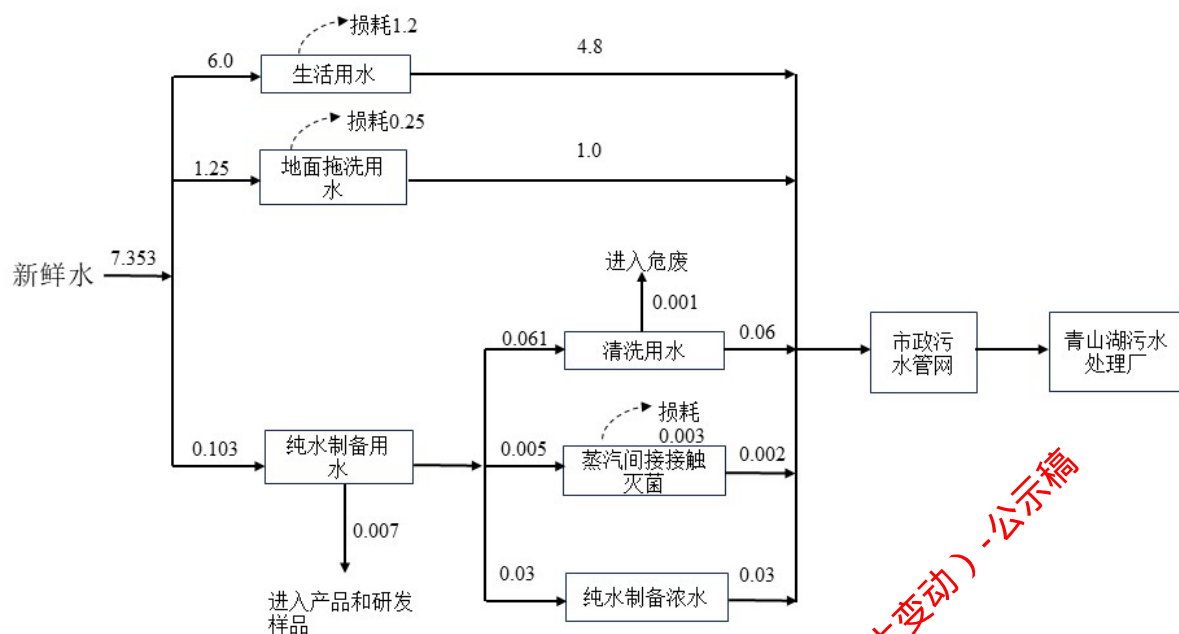 损耗1.2
4.8
6.0
生活用水
损耗0.25
1.0
1.25
地面拖洗用
水
新鲜水
7.353
进入危废
0.001
0.061
清洗用水
0.06
市政污
水管网
青山湖污水
处理厂
损耗
0.003
0.103
纯水制备用
水
0.005
蒸汽间接接触
灭菌
0.002
0.007
进入产品和研发
样品
0.03
纯水制备浓水
0.03
变动）-公示稿